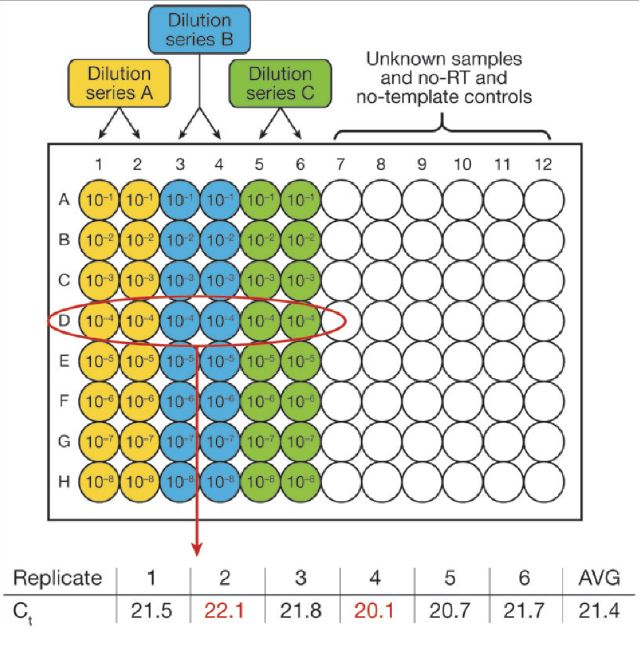 Dilution
series B
Dilution
series A
Dilution
series C
Unknown samples
and no-RT and
no-template controls
1 2 3 4 5 6 7 8 9 10 11 12
A 10⁻¹ 10⁻¹ 10⁻¹ 10⁻¹ 10⁻¹ 10⁻¹
B 10⁻² 10⁻² 10⁻² 10⁻² 10⁻² 10⁻²
C 10⁻³ 10⁻³ 10⁻³ 10⁻³ 10⁻³ 10⁻³
D 10⁻⁴ 10⁻⁴ 10⁻⁴ 10⁻⁴ 10⁻⁴ 10⁻⁴
E 10⁻⁵ 10⁻⁵ 10⁻⁵ 10⁻⁵ 10⁻⁵ 10⁻⁵
F 10⁻⁶ 10⁻⁶ 10⁻⁶ 10⁻⁶ 10⁻⁶ 10⁻⁶
G 10⁻⁷ 10⁻⁷ 10⁻⁷ 10⁻⁷ 10⁻⁷ 10⁻⁷
H 10⁻⁸ 10⁻⁸ 10⁻⁸ 10⁻⁸ 10⁻⁸ 10⁻⁸
Replicate 1 2 3 4 5 6 AVG
Cₜ 21.5 22.1 21.8 20.1 20.7 21.7 21.4